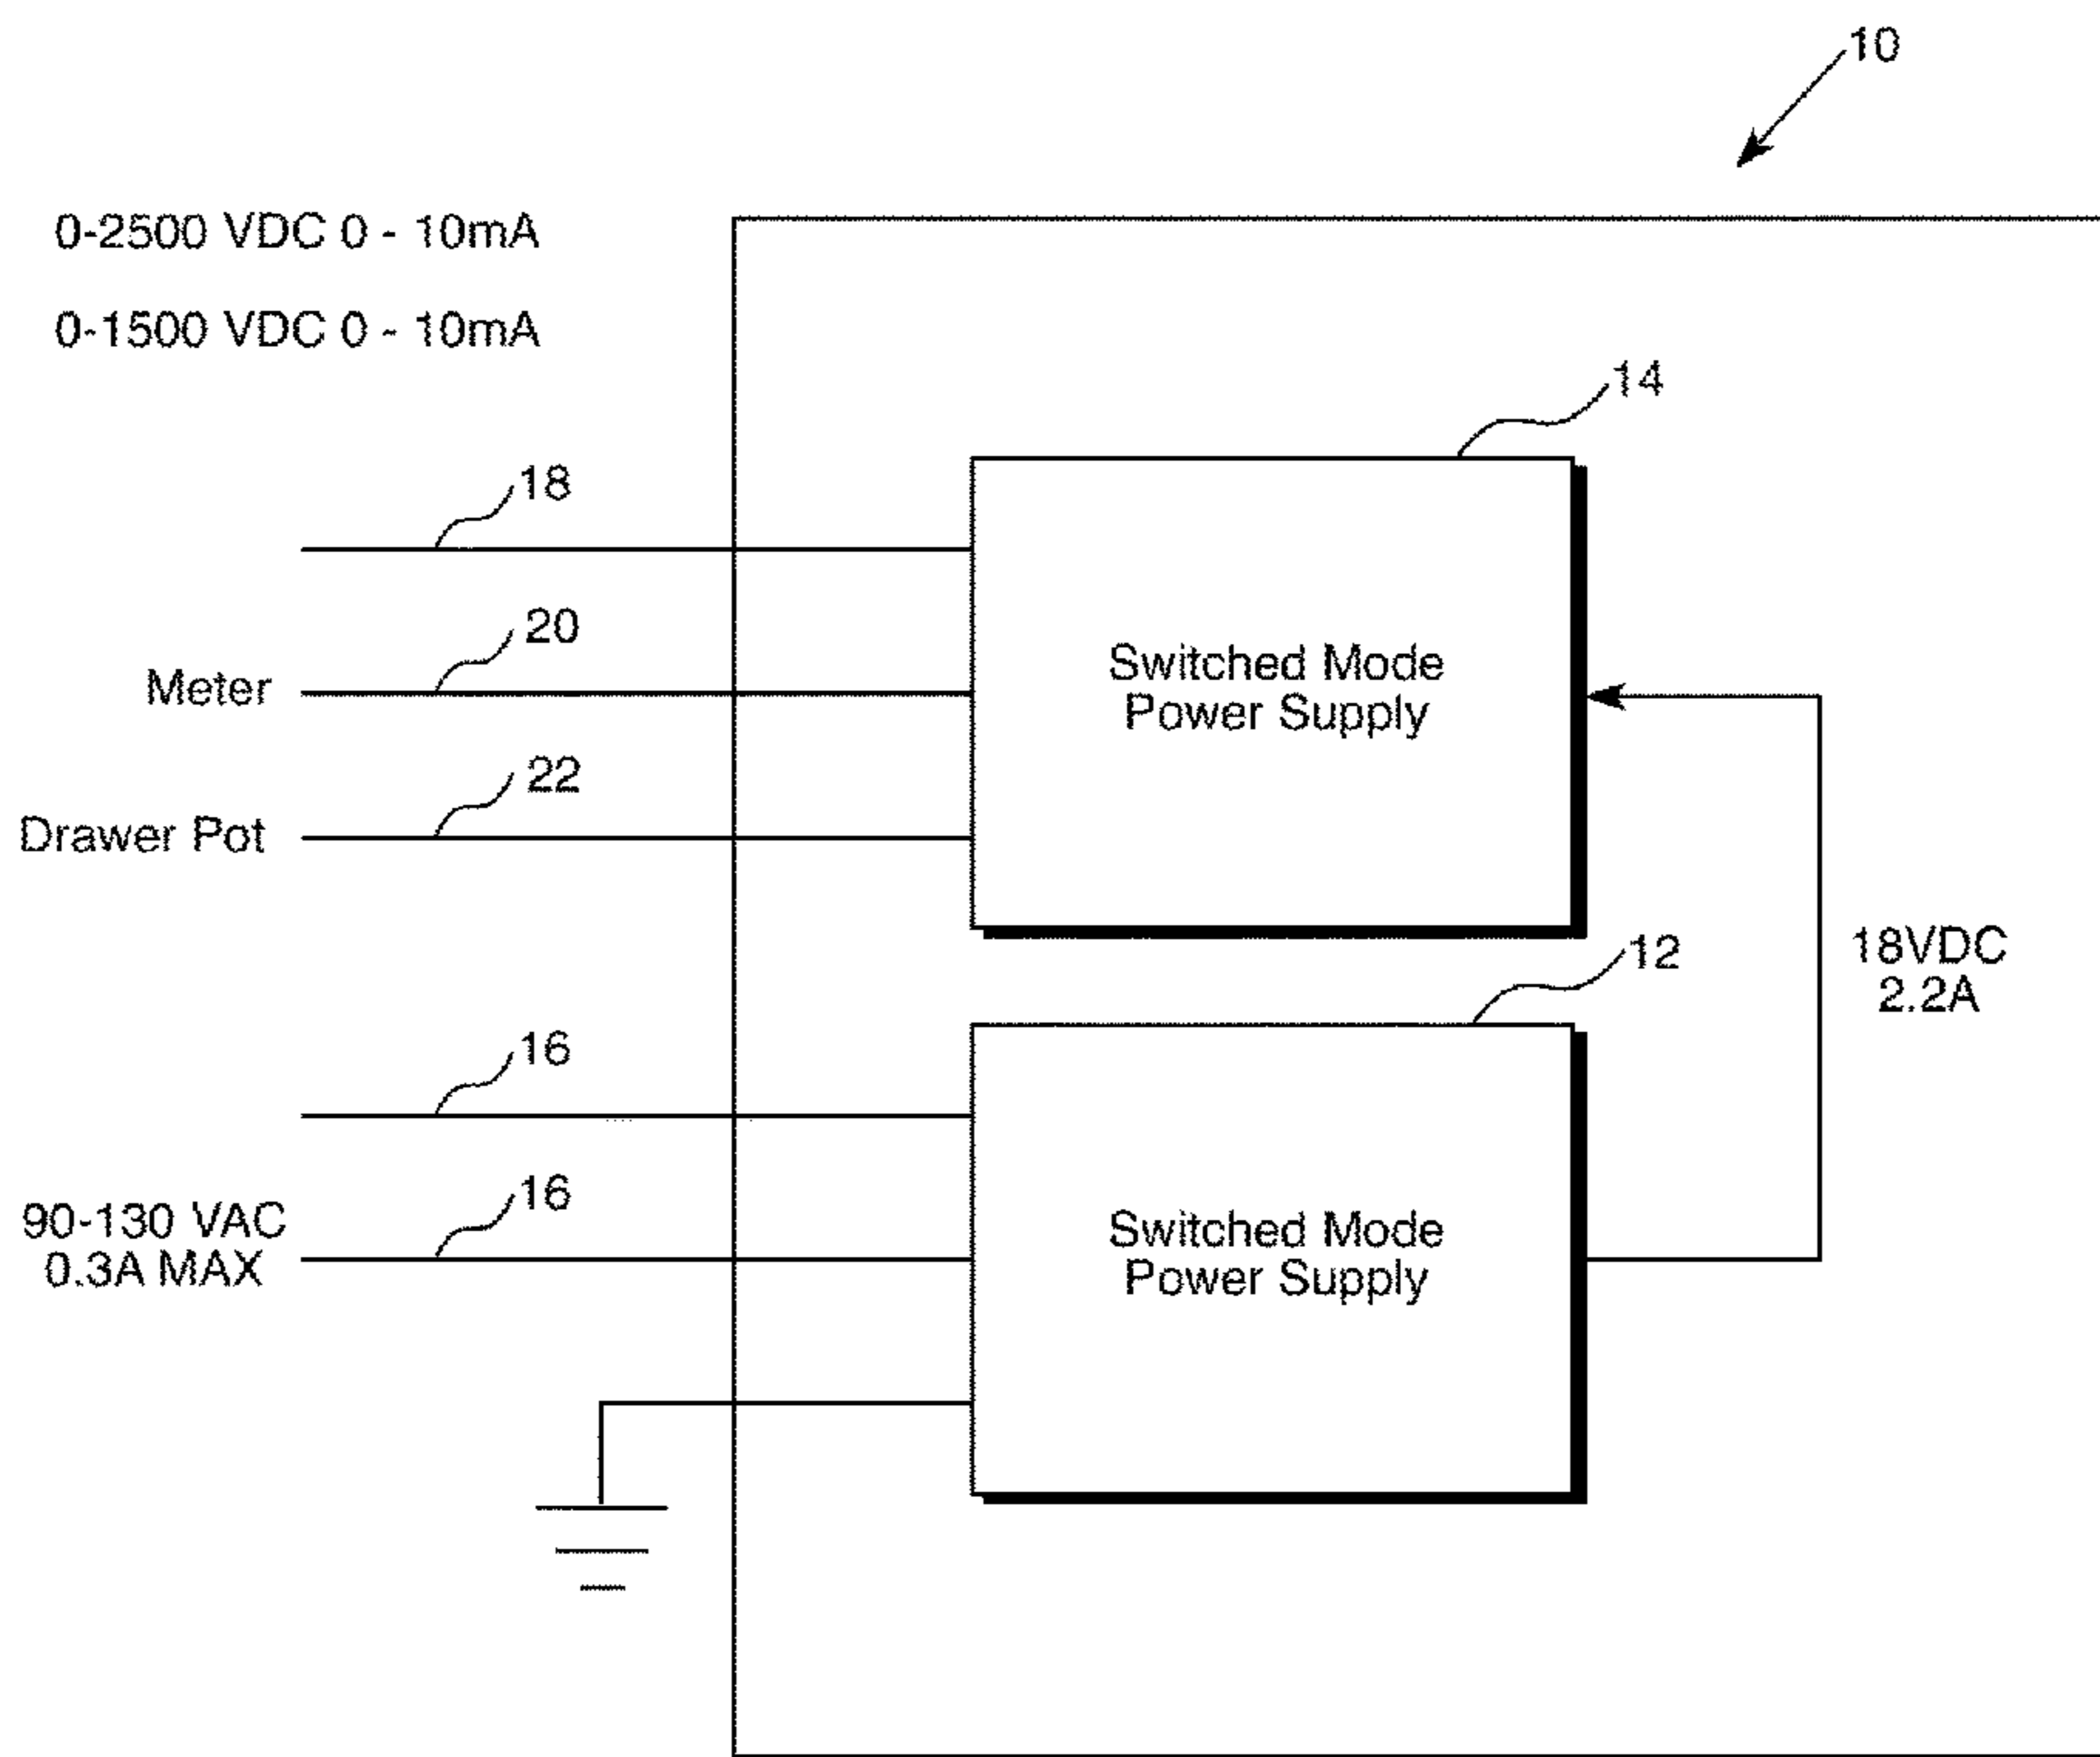 10
0-2500 VDC 0 - 10mA
0-1500 VDC 0 - 10mA
14
18
20
Meter
Switched Mode
Power Supply
22
Drawer Pot
12
18VDC
2.2A
16
16
90-130 VAC
0.3A MAX
Switched Mode
Power Supply